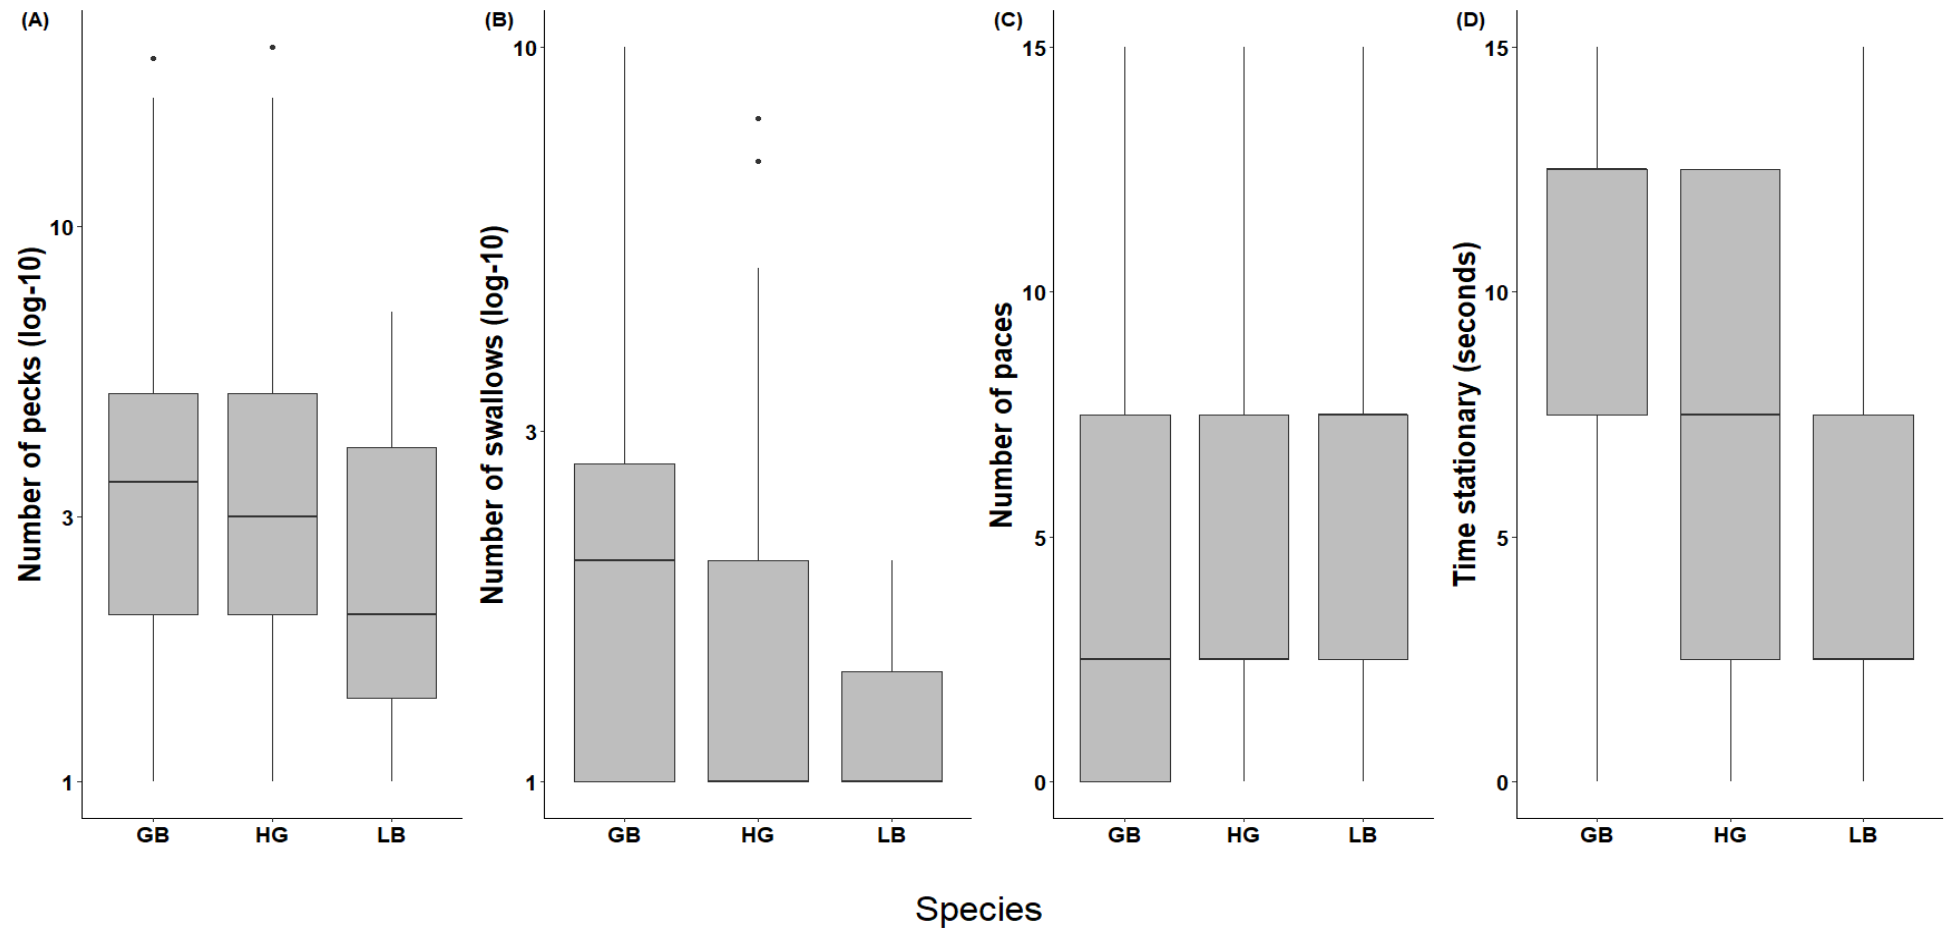 (A)
Number of pecks (log-10)
10
3
1
GB HG LB
(B)
Number of swallows (log-10)
10
3
1
GB HG LB
(C)
Number of paces
15
10
5
0
GB HG LB
(D)
Time stationary (seconds)
15
10
5
0
GB HG LB
Species